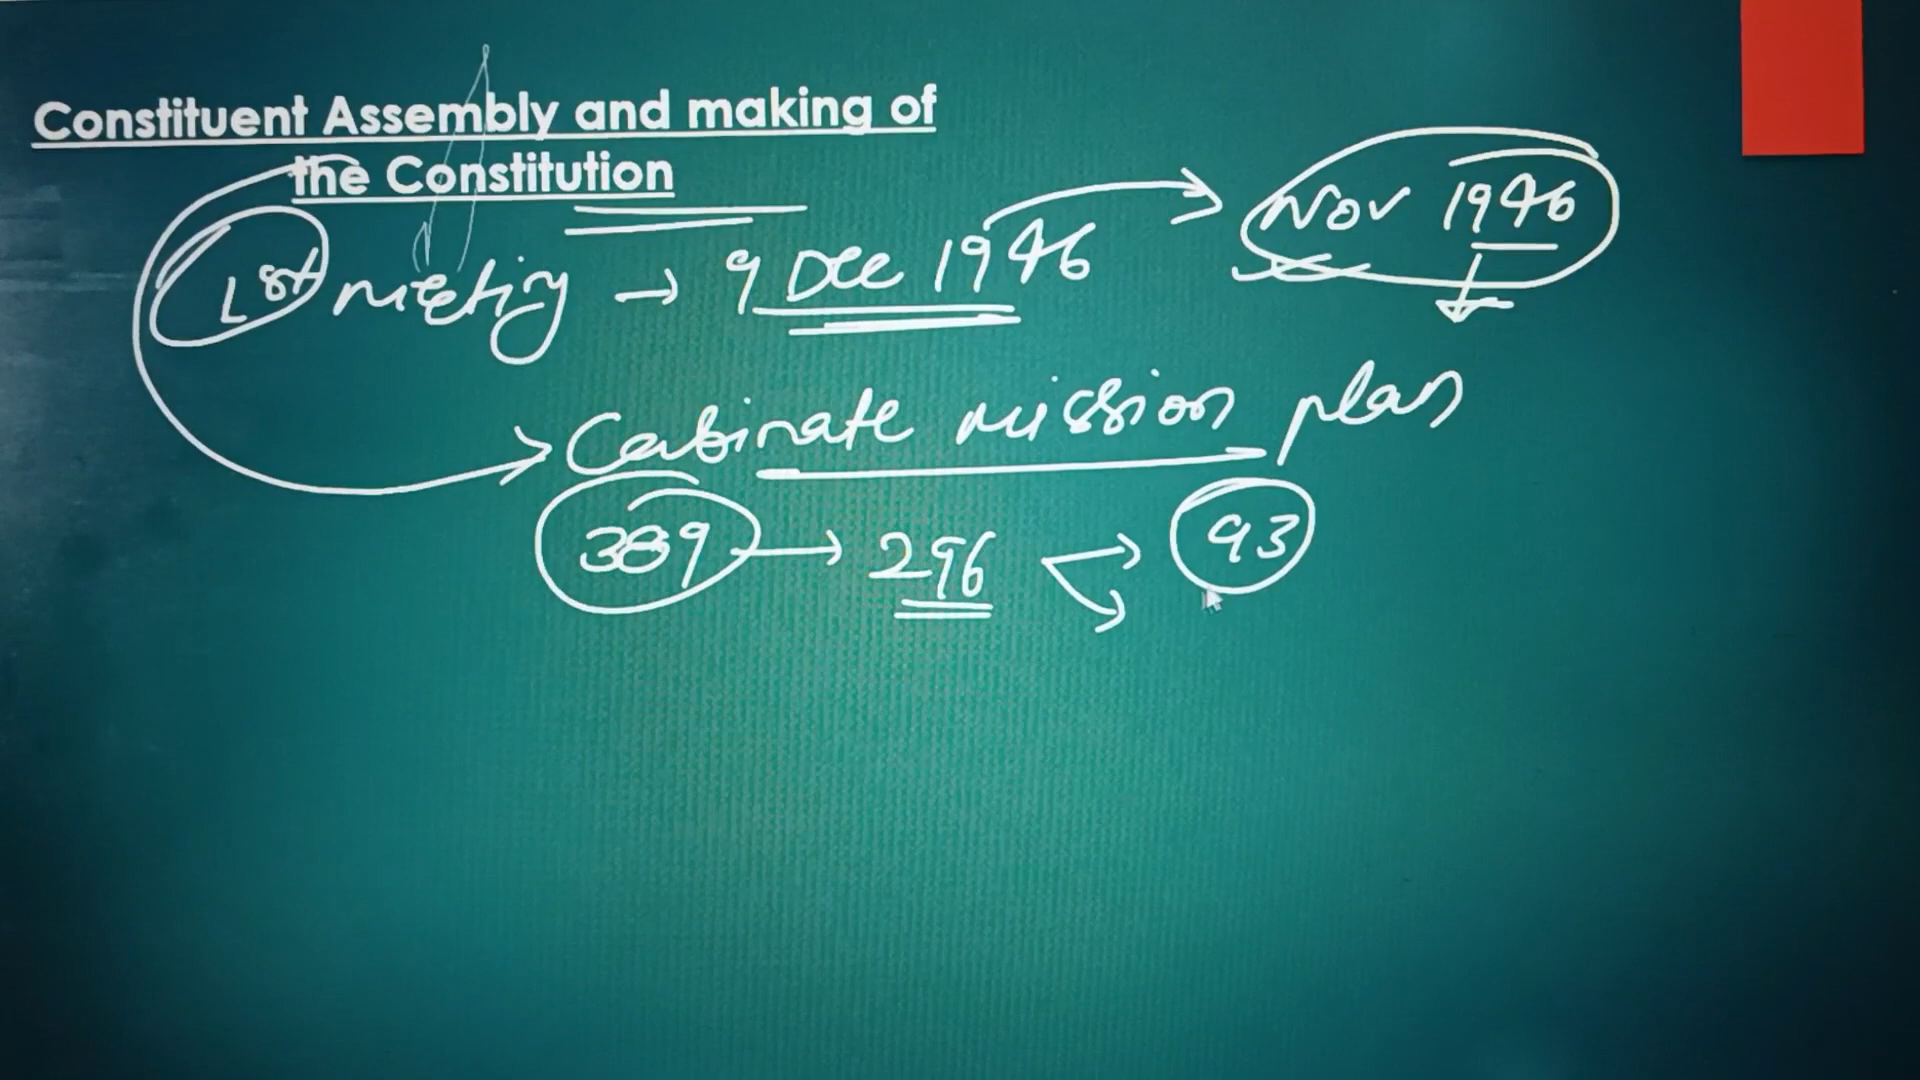 Constituent Assembly and making of
the Constitution
1st meeting → 9 Dec 1946 → Nov 1946
Cabinate mission plan
389 → 296 93